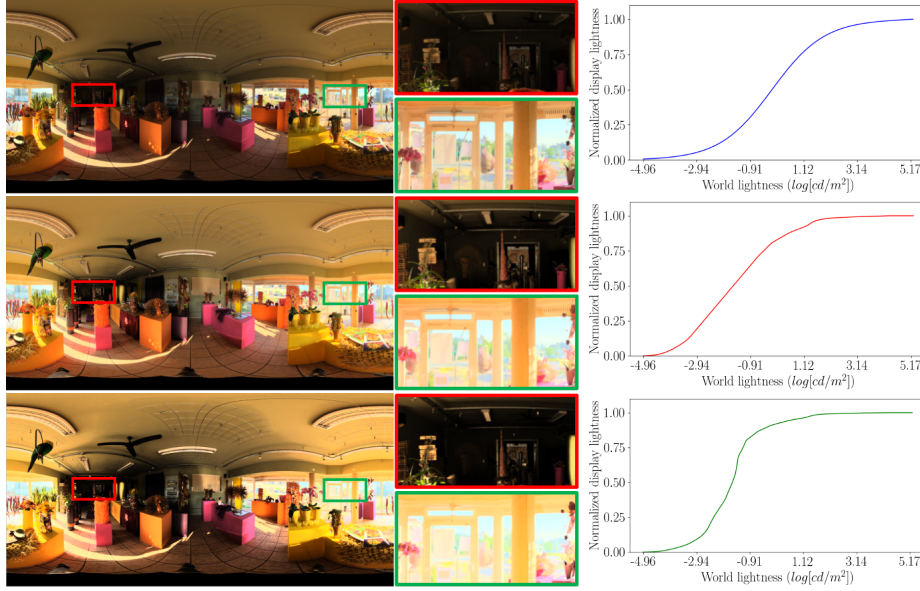 1.00
0.75
0.50
0.25
0.00
Normalized display lightness
-4.96 -2.94 -0.91 1.12 3.14 5.17
World lightness (log[cd/m²])
1.00
0.75
0.50
0.25
0.00
Normalized display lightness
-4.96 -2.94 -0.91 1.12 3.14 5.17
World lightness (log[cd/m²])
1.00
0.75
0.50
0.25
0.00
Normalized display lightness
-4.96 -2.94 -0.91 1.12 3.14 5.17
World lightness (log[cd/m²])